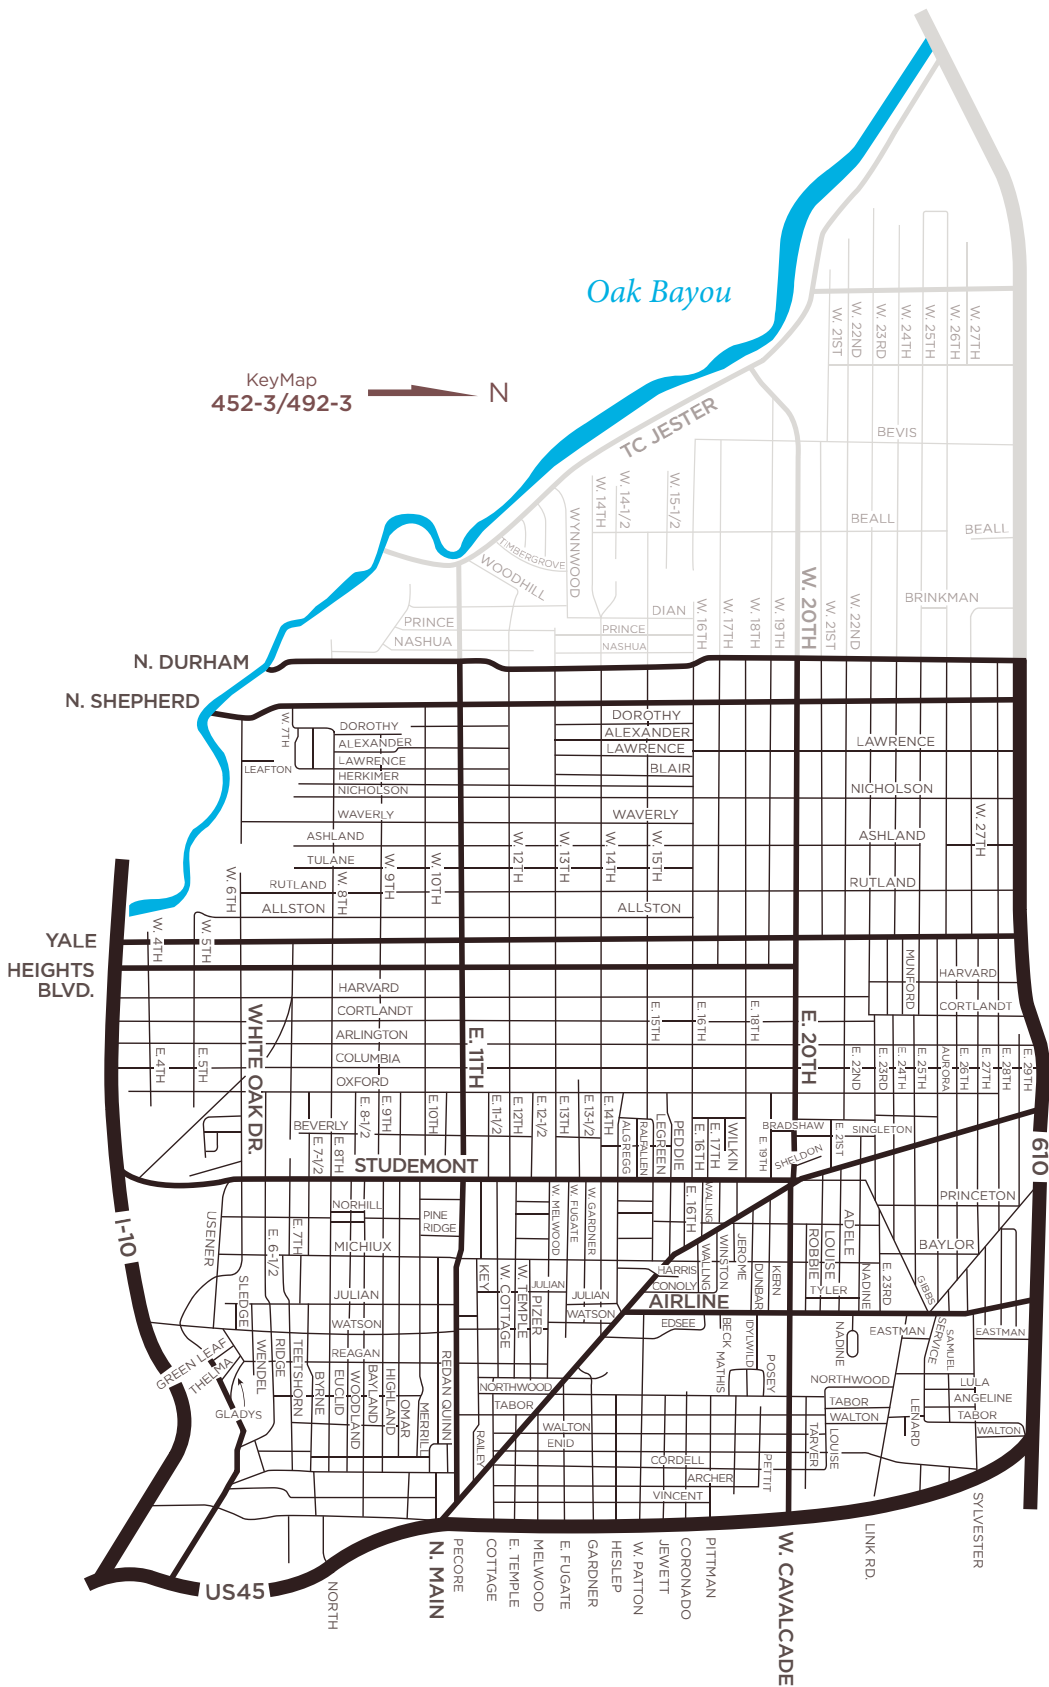 Oak Bayou
KeyMap
452-3/492-3
N
W. 21ST
W. 22ND
W. 23RD
W. 24TH
W. 25TH
W. 26TH
W. 27TH
TC JESTER
BEVIS
W. 14TH
W. 14-1/2
W. 15-1/2
BEALL
BEALL
WYNNWOOD
TIMBERGROVE
WOODHILL
W. 20TH
BRINKMAN
DIAN
W. 16TH
W. 17TH
W. 18TH
W. 19TH
W. 21ST
W. 22ND
PRINCE
NASHUA
PRINCE
NASHUA
N. DURHAM
N. SHEPHERD
W. 7TH
DOROTHY
ALEXANDER
LAWRENCE
HERKIMER
NICHOLSON
LEAFTON
DOROTHY
ALEXANDER
LAWRENCE
BLAIR
LAWRENCE
NICHOLSON
WAVERLY
WAVERLY
W. 27TH
ASHLAND
ASHLAND
TULANE
W. 12TH
W. 13TH
W. 14TH
W. 15TH
W. 6TH
RUTLAND
W. 8TH
W. 9TH
W. 10TH
RUTLAND
ALLSTON
ALLSTON
W. 4TH
W. 5TH
YALE
HEIGHTS
BLVD.
MUNFORD
HARVARD
HARVARD
CORTLANDT
CORTLANDT
ARLINGTON
COLUMBIA
OXFORD
WHITE OAK DR.
E. 11TH
E. 15TH
E. 16TH
E. 18TH
E. 20TH
E. 4TH
E. 5TH
E. 22ND
E. 23RD
E. 24TH
E. 25TH
AURORA
E. 26TH
E. 27TH
E. 28TH
E. 29TH
BEVERLY
E. 7-1/2
E. 8TH
E. 8-1/2
E. 9TH
E. 10TH
E. 11-1/2
E. 12TH
E. 12-1/2
E. 13TH
E. 13-1/2
E. 14TH
ALGREGG
RALFALLEN
LEGREEN
PEDDIE
E. 16TH
E. 17TH
WILKIN
BRADSHAW
E. 19TH
SHELDON
E. 21ST
SINGLETON
610
STUDEMONT
PRINCETON
I-10
USENER
NORHILL
PINE
RIDGE
E. 6-1/2
E. 7TH
MICHIUX
W. MELWOOD
W. FUGATE
W. GARDNER
E. 16TH
WALLNG
WALLNG
WINSTON
JEROME
DUNBAR
KERN
ROBBIE
LOUISE
ADELE
NADINE
E. 23RD
BAYLOR
GIBBS
HARRIS
CONOLY
TYLER
AIRLINE
SLEDGE
JULIAN
WATSON
REAGAN
KEY
W. COTTAGE
W. TEMPLE
PIZER
JULIAN
JULIAN
WATSON
EDSEE
BECK
MATHIS
IDYLWILD
POSEY
NADINE
EASTMAN
SERVICE
SAMUEL
EASTMAN
GREEN LEAF
THELMA
GLADYS
WENDEL
RIDGE
TEETSHORN
BYRNE
EUCLID
WOODLAND
BAYLAND
HIGHLAND
OMAR
MERRILL
REDAN QUINN
NORTHWOOD
TABOR
RAILEY
WALTON
ENID
CORDELL
ARCHER
VINCENT
PETTIT
TARVER
LOUISE
NORTHWOOD
TABOR
WALTON
LENARD
LULA
ANGELINE
TABOR
WALTON
US45
NORTH
N. MAIN
PECORE
COTTAGE
E. TEMPLE
MELWOOD
E. FUGATE
GARDNER
HESLEP
W. PATTON
JEWETT
CORONADO
PITTMAN
W. CAVALCADE
LINK RD.
SYLVESTER